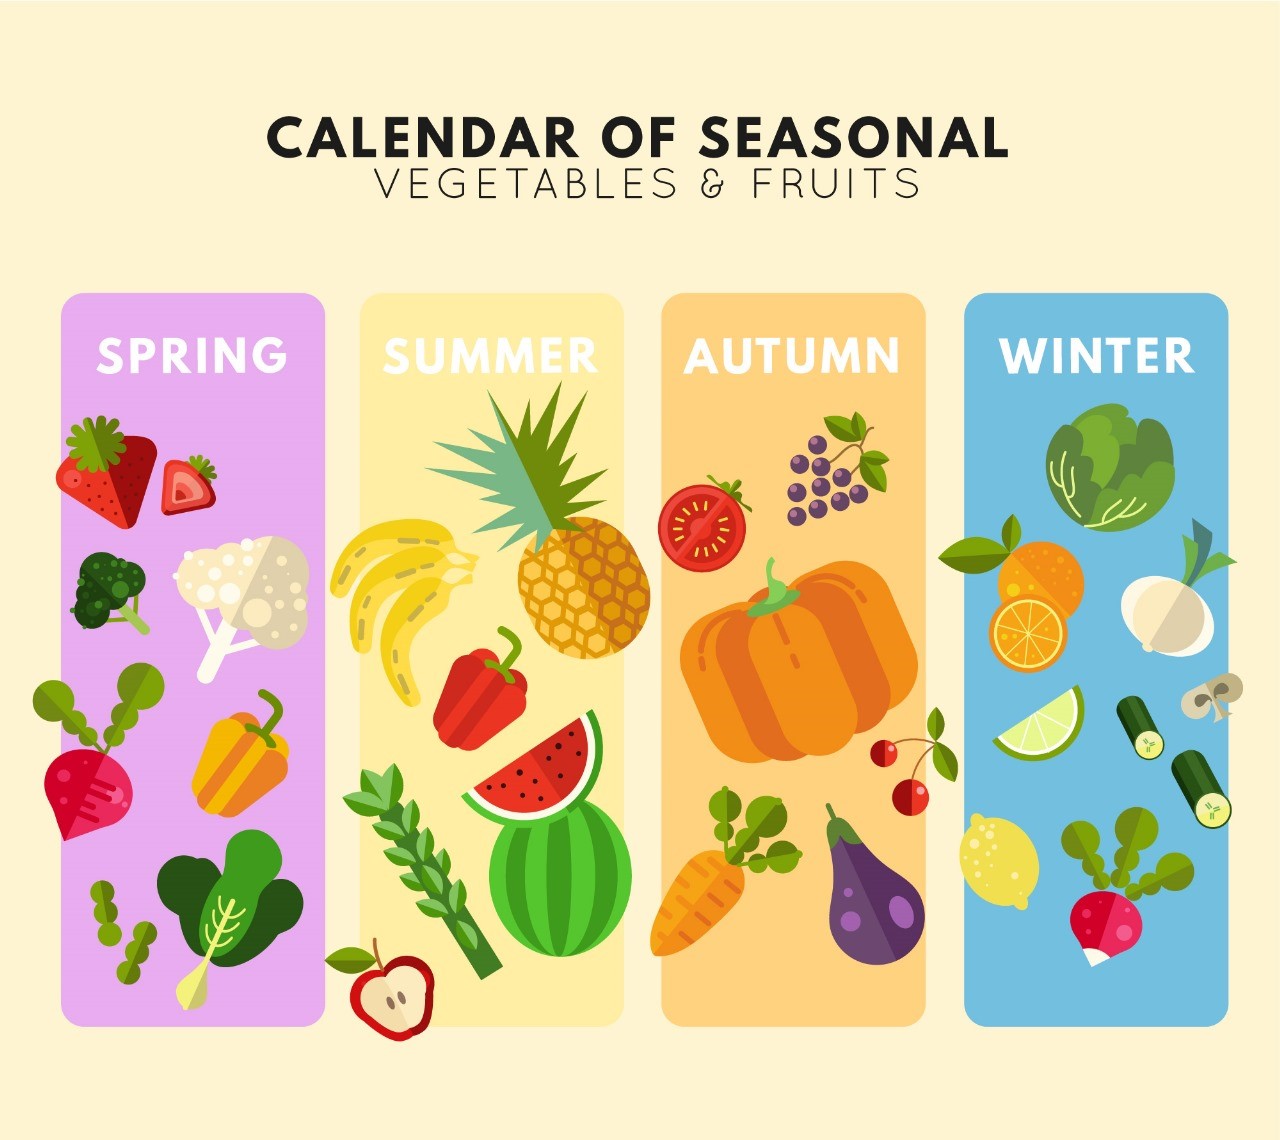 CALENDAR OF SEASONAL
VEGETABLES & FRUITS
SPRING
SUMMER
AUTUMN
WINTER